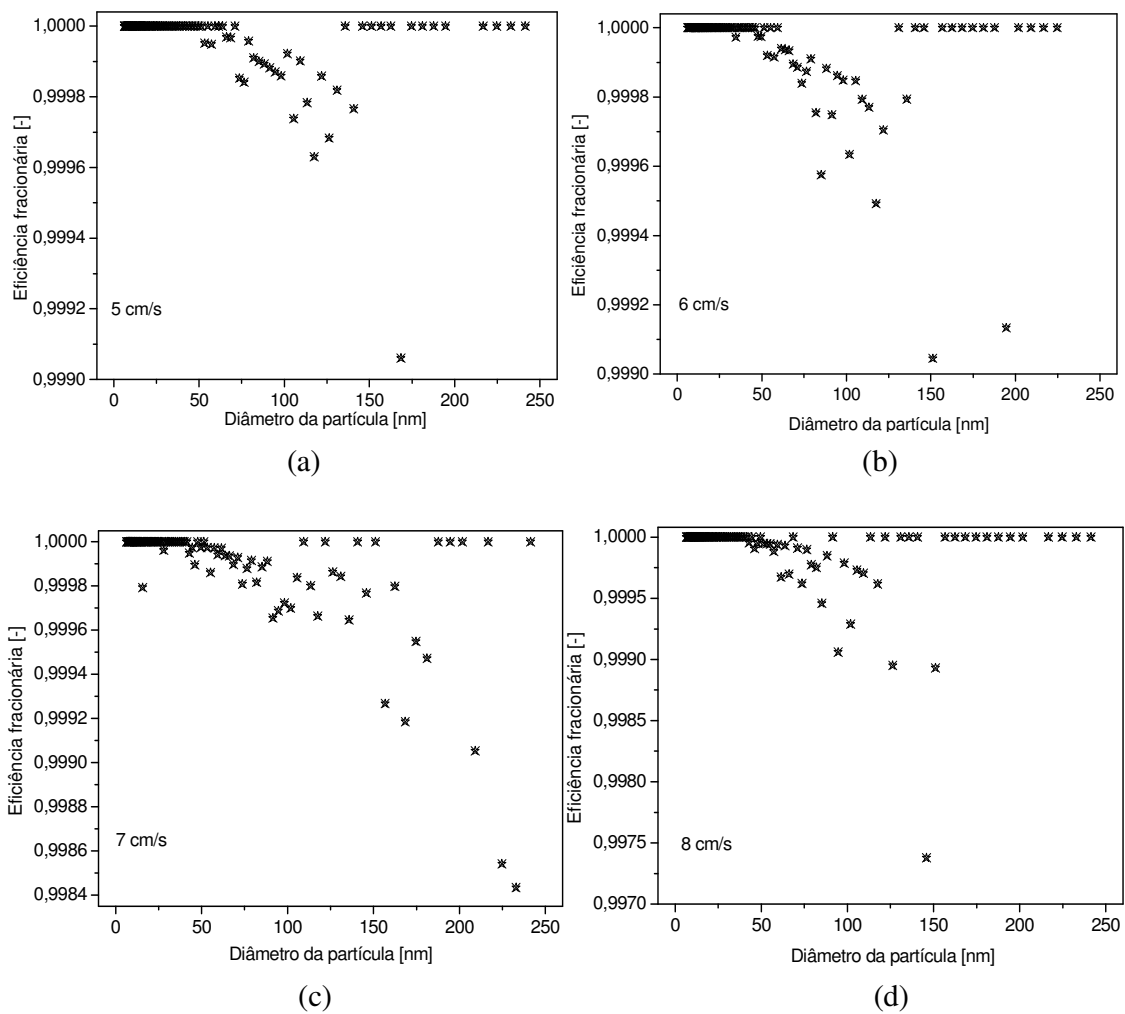 1,0000
0,9998
0,9996
0,9994
0,9992
0,9990
Eficiência fracionária [-]
5 cm/s
0 50 100 150 200 250
Diâmetro da partícula [nm]
(a)
1,0000
0,9998
0,9996
0,9994
0,9992
0,9990
Eficiência fracionária [-]
6 cm/s
0 50 100 150 200 250
Diâmetro da partícula [nm]
(b)
1,0000
0,9998
0,9996
0,9994
0,9992
0,9990
0,9988
0,9986
0,9984
Eficiência fracionária [-]
7 cm/s
0 50 100 150 200 250
Diâmetro da partícula [nm]
(c)
1,0000
0,9995
0,9990
0,9985
0,9980
0,9975
0,9970
Eficiência fracionária [-]
8 cm/s
0 50 100 150 200 250
Diâmetro da partícula [nm]
(d)